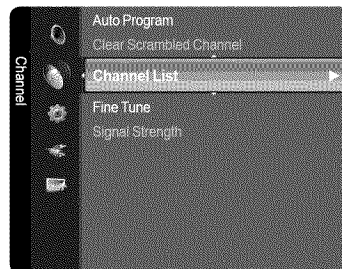 Channel
Auto Program
Clear Scrambled Channel
Channel List
Fine Tune
Signal Strength